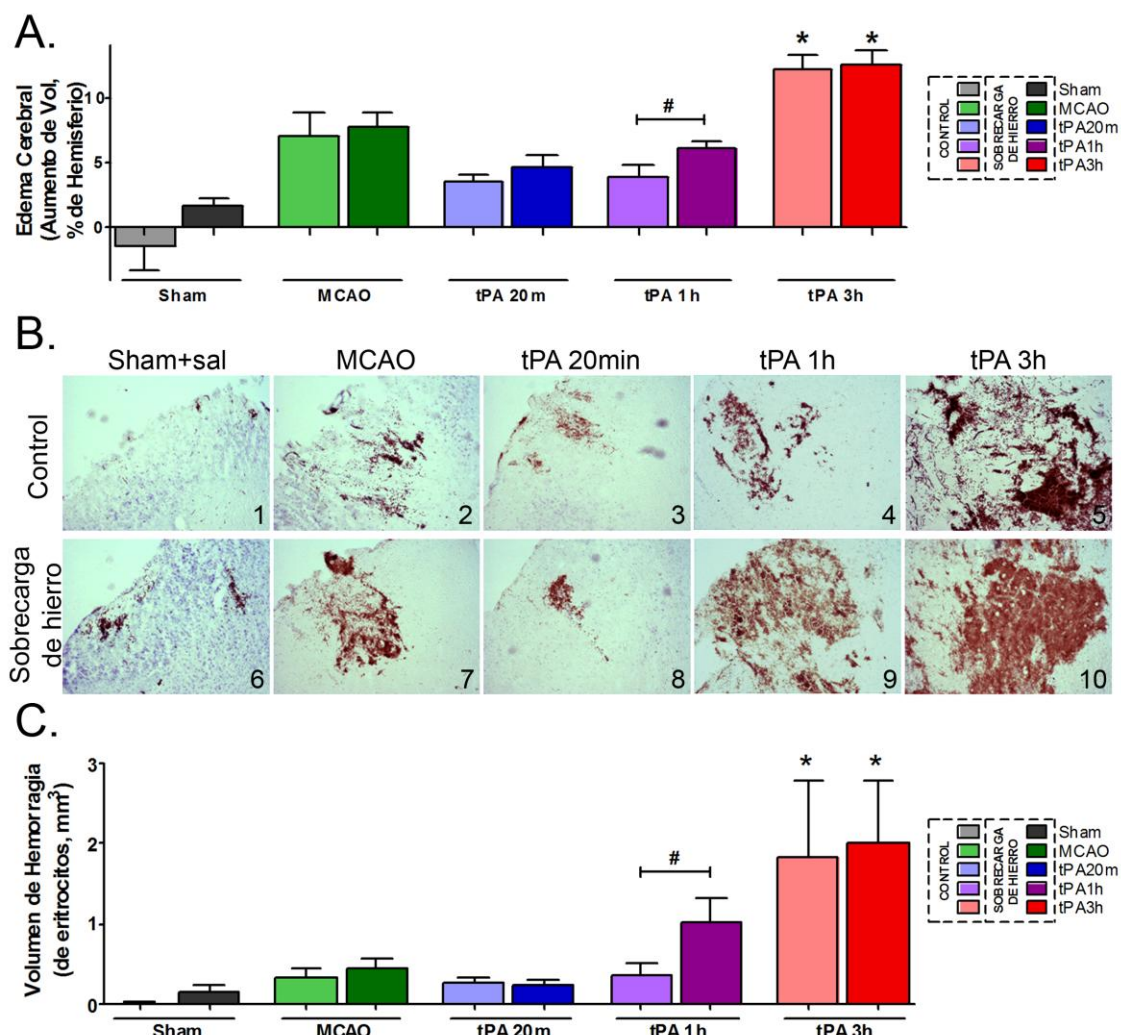 A.
Edema Cerebral
(Aumento de Vol,
% de Hemisferio)
10
5
0
*
*
#
Sham
MCAO
tPA 20m
tPA 1h
tPA 3h
CONTROL
SOBRECARGA
DE HIERRO
Sham
MCAO
tPA20m
tPA1h
tPA3h
B.
Sham+sal
MCAO
tPA 20min
tPA 1h
tPA 3h
Control
1
2
3
4
5
Sobrecarga
de hierro
6
7
8
9
10
C.
Volumen de Hemorragia
(de eritrocitos, mm³)
3
2
1
0
*
*
#
Sham
MCAO
tPA 20m
tPA 1h
tPA 3h
CONTROL
SOBRECARGA
DE HIERRO
Sham
MCAO
tPA20m
tPA1h
tPA3h